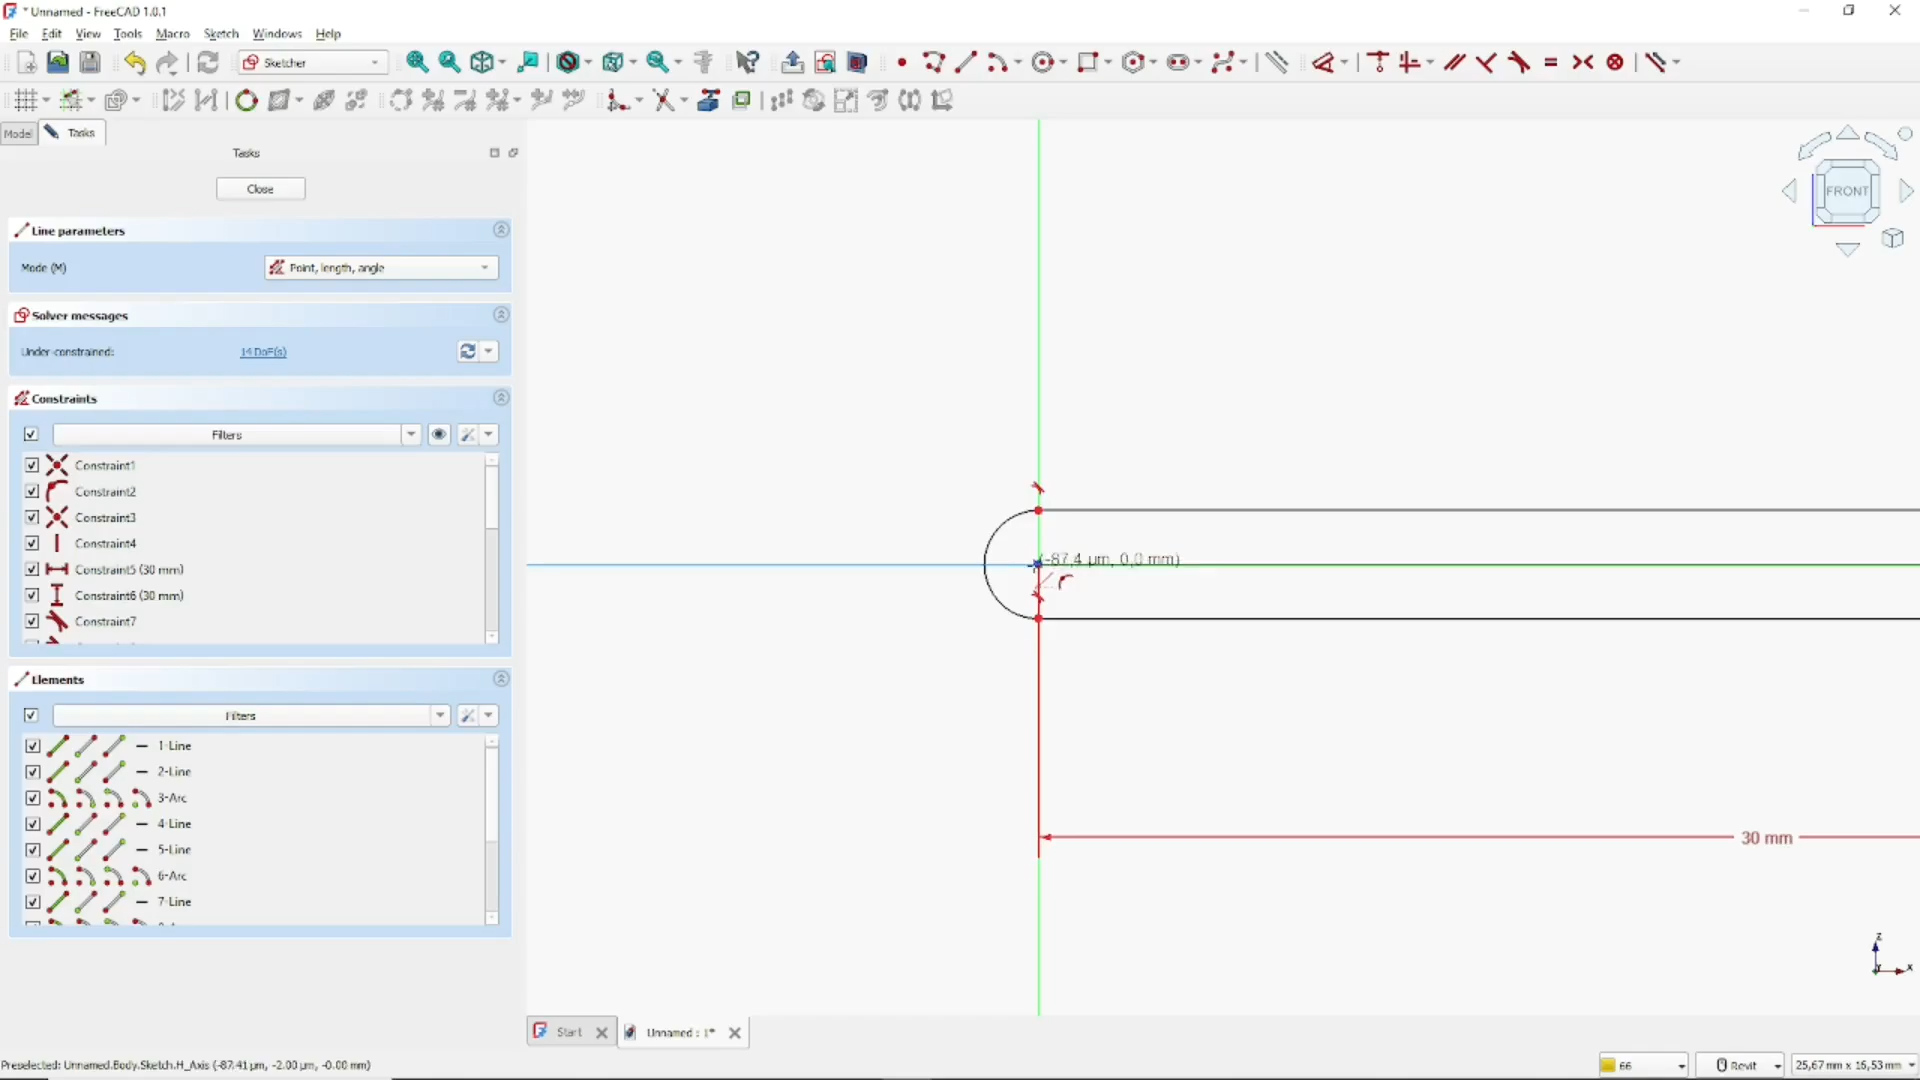 * Unnamed - FreeCAD 1.0.1
File Edit View Tools Macro Sketch Windows Help
Sketcher
Model Tasks
Tasks
Close
Line parameters
Mode (M) Point, length, angle
Solver messages
Under-constrained: 14 DoF(s)
Constraints
Filters
Constraint1
Constraint2
Constraint3
Constraint4
Constraint5 (30 mm)
Constraint6 (30 mm)
Constraint7
Elements
Filters
1-Line
2-Line
3-Arc
4-Line
5-Line
6-Arc
7-Line
FRONT
(-87,4 µm, 0,0 mm)
30 mm
Z
Y X
Start Unnamed : 1*
Preselected: Unnamed.Body.Sketch.H_Axis (-87.41 µm, -2.00 µm, -0.00 mm)
66 Revit 25,67 mm x 16,53 mm